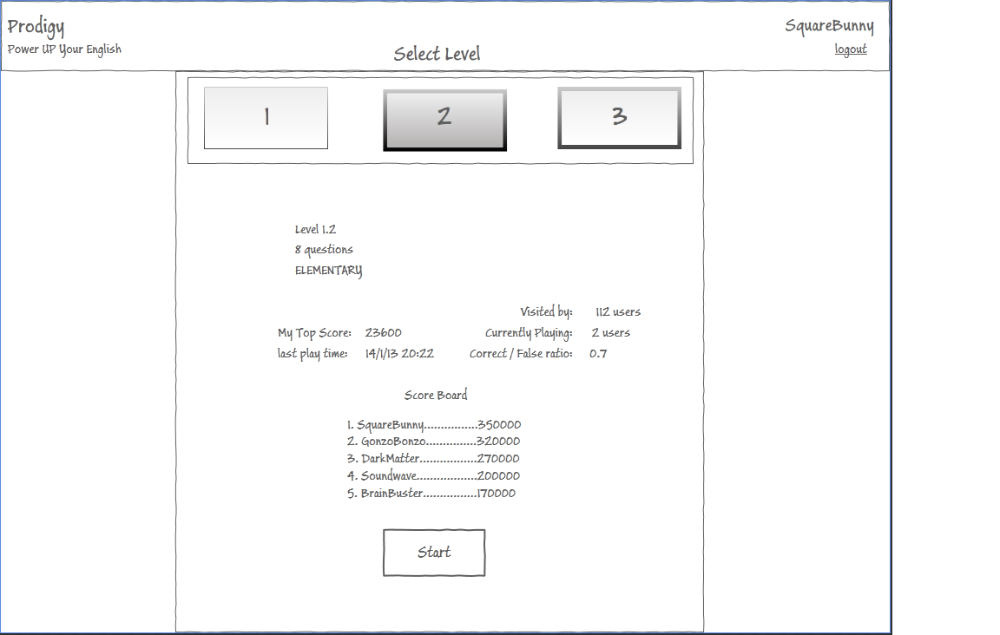 Prodigy
SquareBunny
Power UP Your English
logout
Select Level
1
2
3
Level 1.2
8 questions
ELEMENTARY
Visited by: 112 users
My Top Score: 23600
Currently Playing: 2 users
last play time: 14/1/13 20:22
Correct / False ratio: 0.7
Score Board
1. SquareBunny................350000
2. GonzoBonzo...............320000
3. DarkMatter.................270000
4. Soundwave..................200000
5. BrainBuster................170000
Start